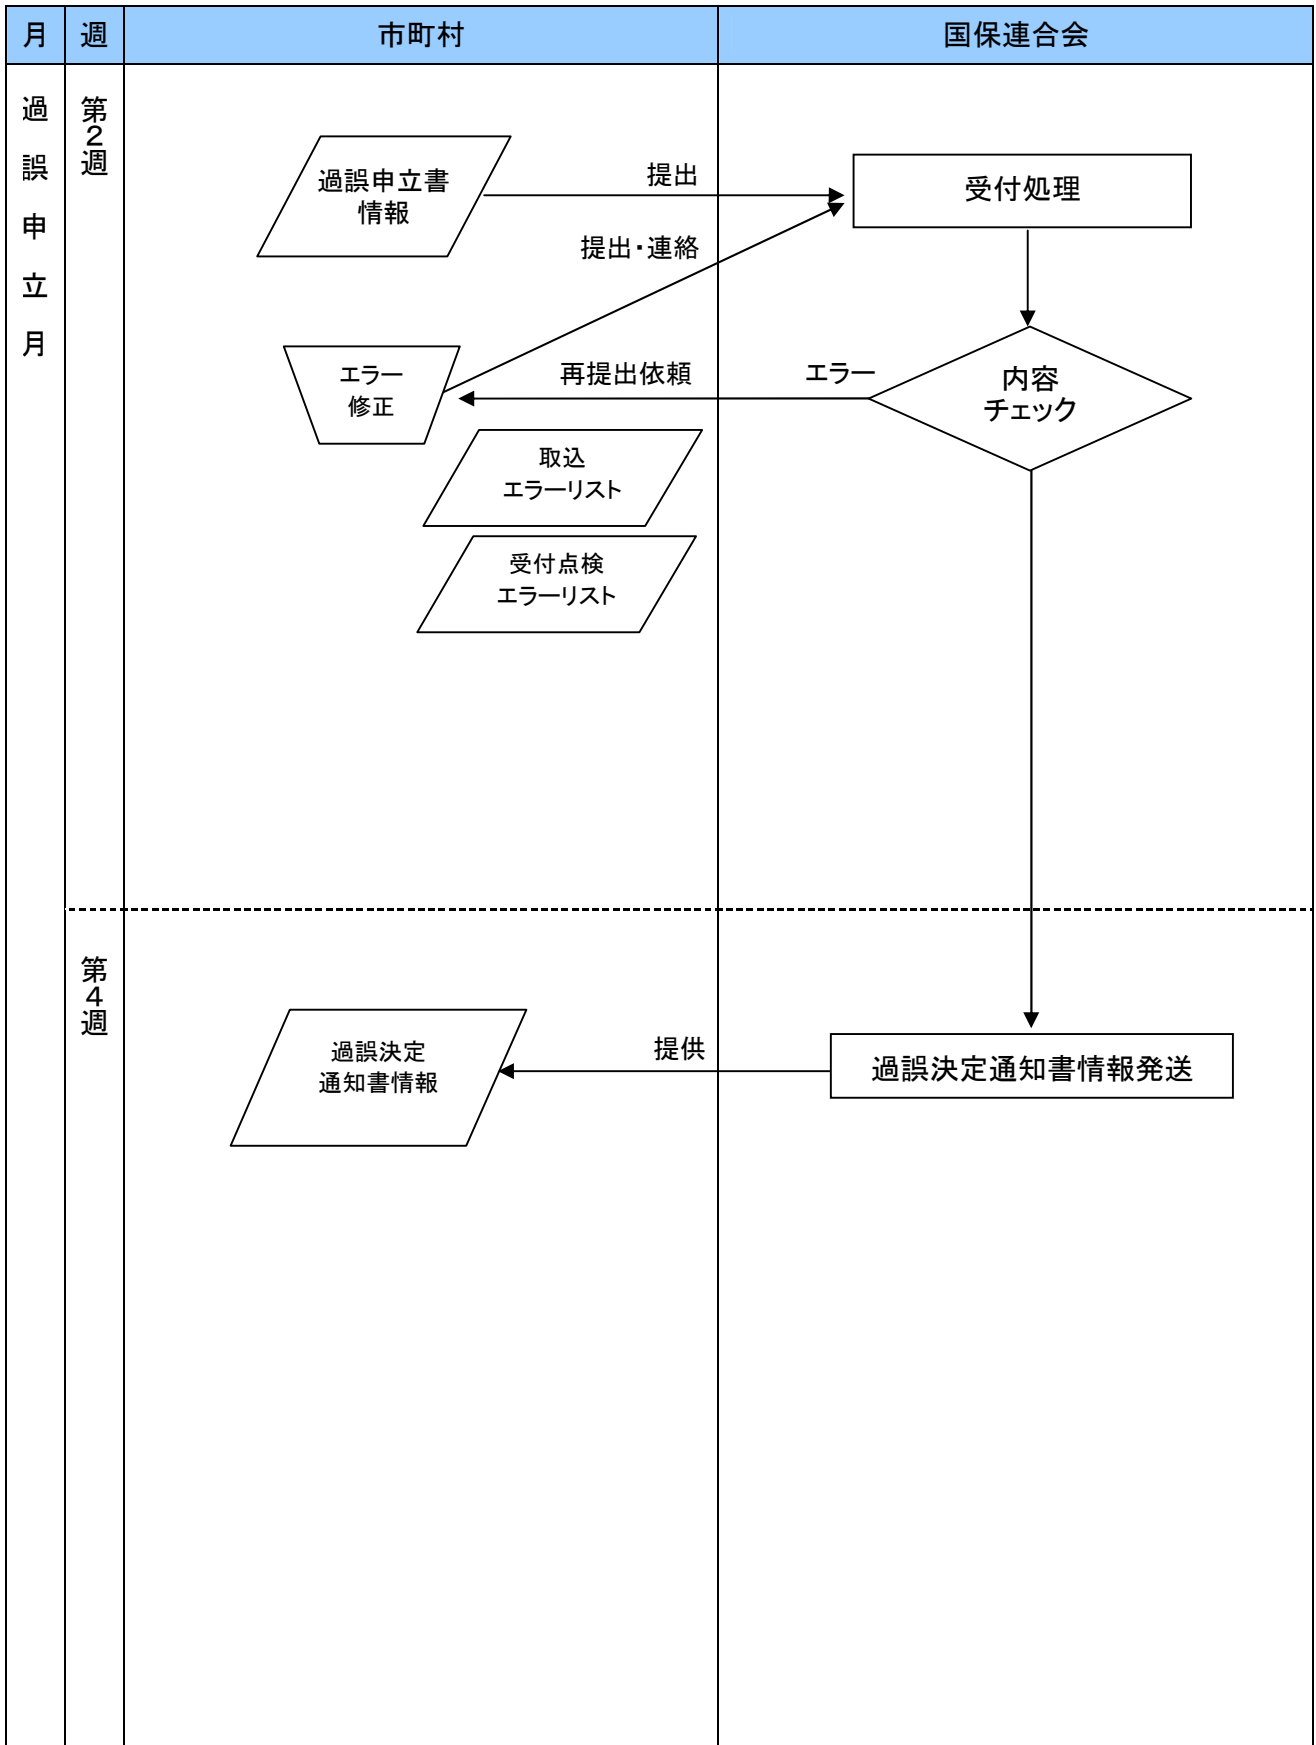 月
週
市町村
国保連合会
過誤申立月
第2週
過誤申立書
情報
提出
受付処理
提出・連絡
エラー
修正
再提出依頼
エラー
内容
チェック
取込
エラーリスト
受付点検
エラーリスト
第4週
過誤決定
通知書情報
提供
過誤決定通知書情報発送